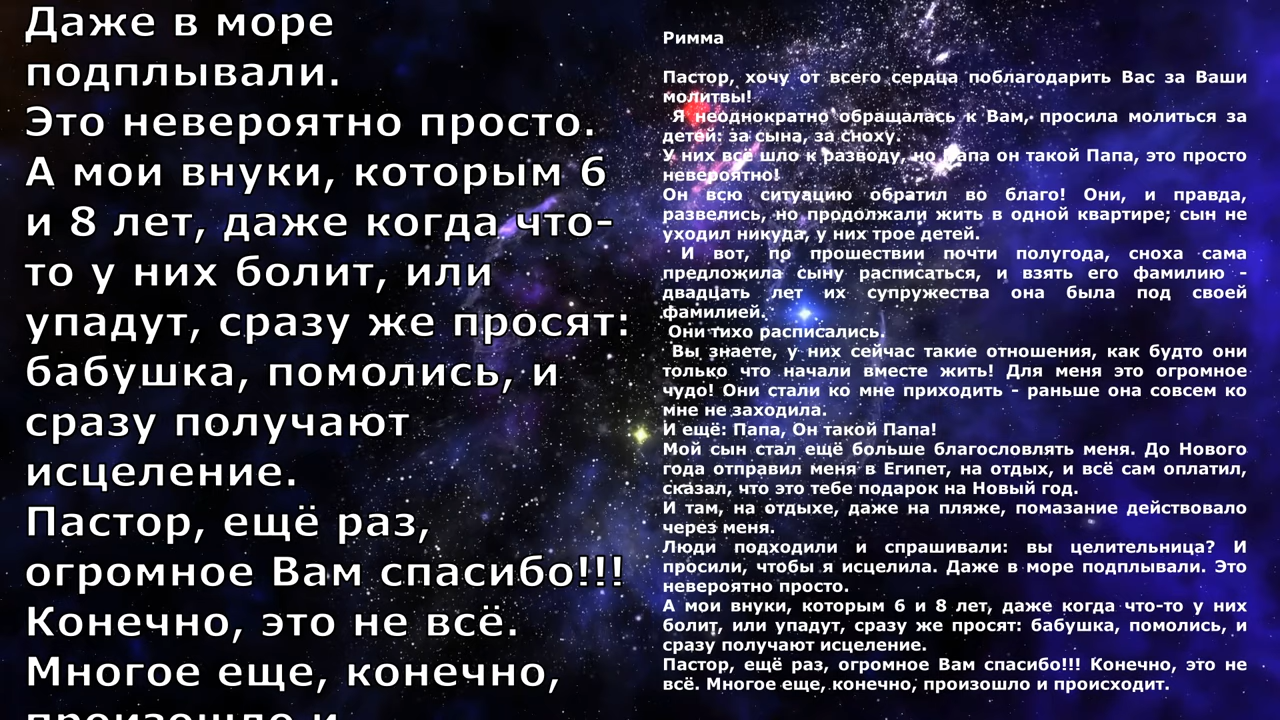 Даже в море
подплывали.
Это невероятно просто.
А мои внуки, которым 6
и 8 лет, даже когда что-
то у них болит, или
упадут, сразу же просят:
бабушка, помолись, и
сразу получают
исцеление.
Пастор, ещё раз,
огромное Вам спасибо!!!
Конечно, это не всё.
Многое еще, конечно,
произошло и
Римма
Пастор, хочу от всего сердца поблагодарить Вас за Ваши
молитвы!
Я неоднократно обращалась к Вам, просила молиться за
детей: за сына, за сноху.
У них всё шло к разводу, но Папа он такой Папа, это просто
невероятно!
Он всю ситуацию обратил во благо! Они, и правда,
развелись, но продолжали жить в одной квартире; сын не
уходил никуда, у них трое детей.
И вот, по прошествии почти полугода, сноха сама
предложила сыну расписаться, и взять его фамилию -
двадцать лет их супружества она была под своей
фамилией.
Они тихо расписались.
Вы знаете, у них сейчас такие отношения, как будто они
только что начали вместе жить! Для меня это огромное
чудо! Они стали ко мне приходить - раньше она совсем ко
мне не заходила.
И ещё: Папа, Он такой Папа!
Мой сын стал ещё больше благословлять меня. До Нового
года отправил меня в Египет, на отдых, и всё сам оплатил,
сказал, что это тебе подарок на Новый год.
И там, на отдыхе, даже на пляже, помазание действовало
через меня.
Люди подходили и спрашивали: вы целительница? И
просили, чтобы я исцелила. Даже в море подплывали. Это
невероятно просто.
А мои внуки, которым 6 и 8 лет, даже когда что-то у них
болит, или упадут, сразу же просят: бабушка, помолись, и
сразу получают исцеление.
Пастор, ещё раз, огромное Вам спасибо!!! Конечно, это не
всё. Многое еще, конечно, произошло и происходит.